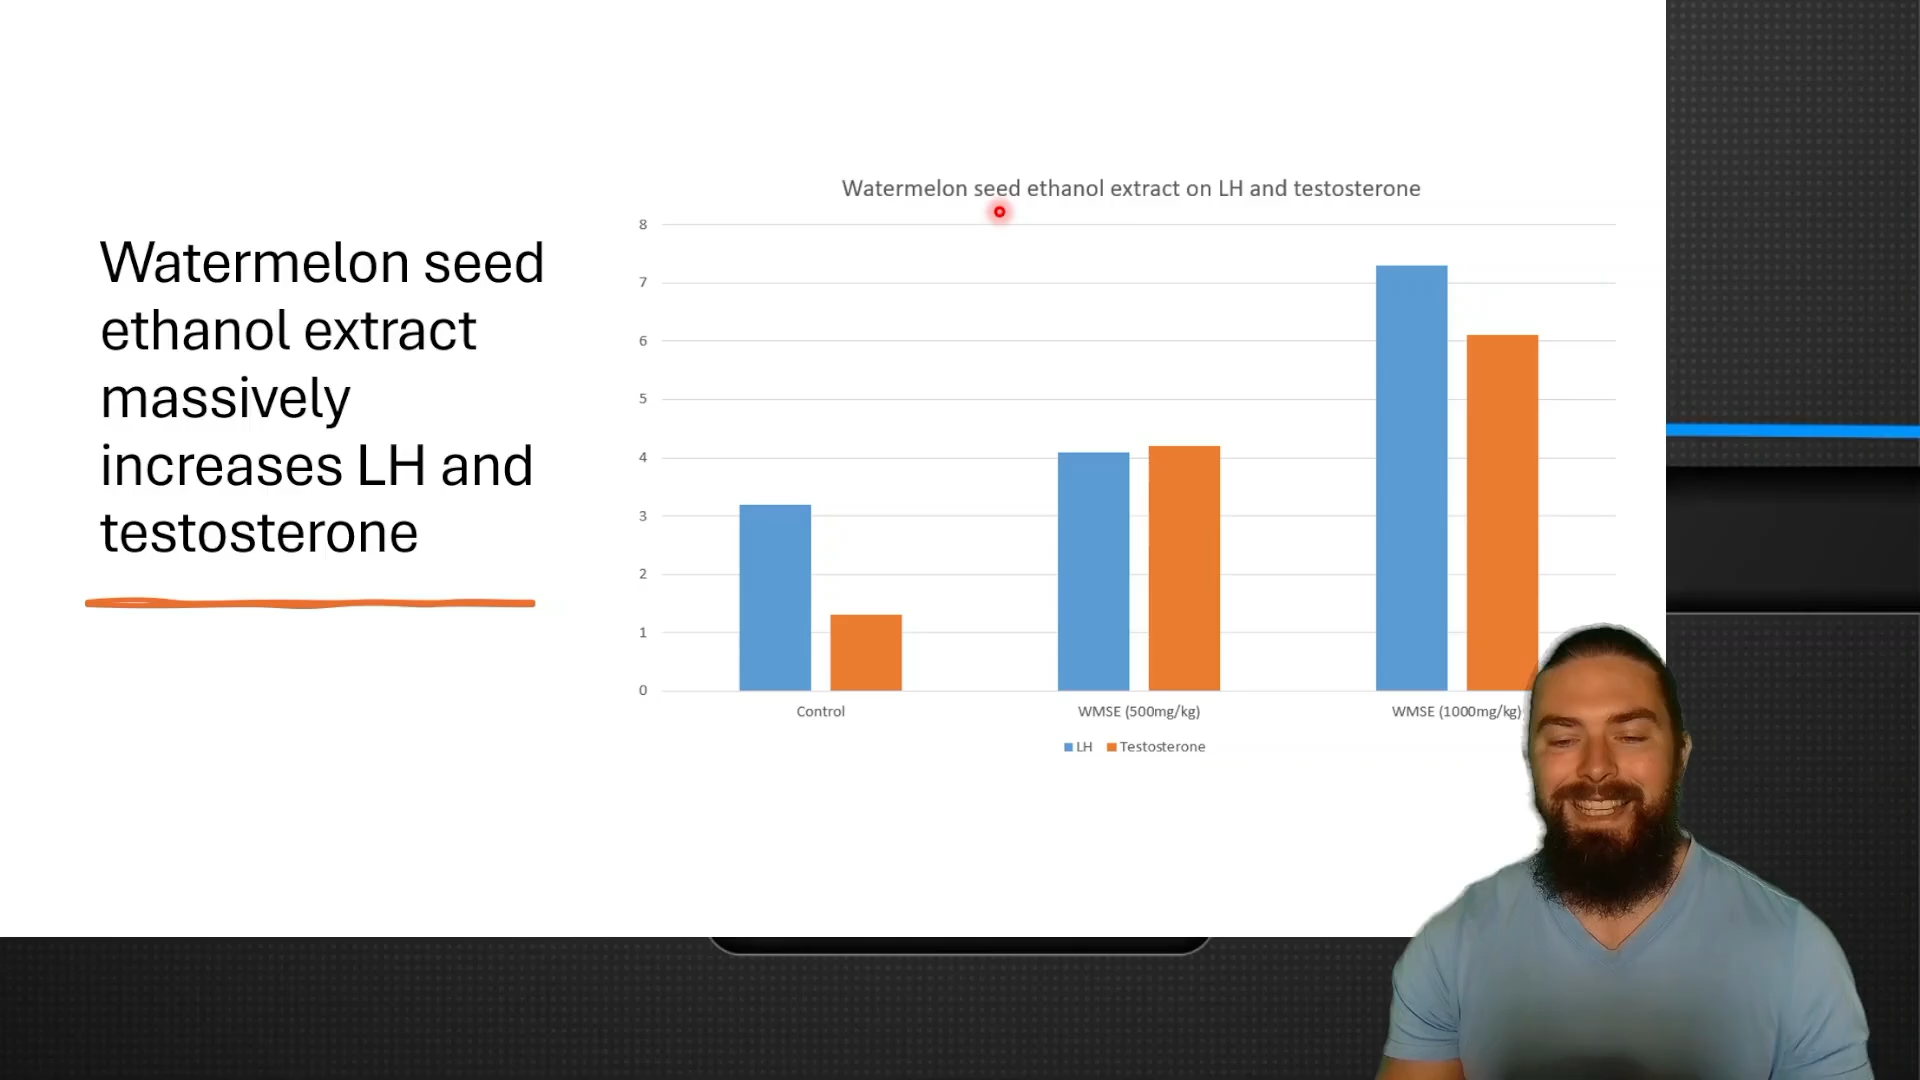 Watermelon seed
ethanol extract
massively
increases LH and
testosterone
Watermelon seed ethanol extract on LH and testosterone
8
7
6
5
4
3
2
1
0
Control
WMSE (500mg/kg)
WMSE (1000mg/kg)
LH
Testosterone